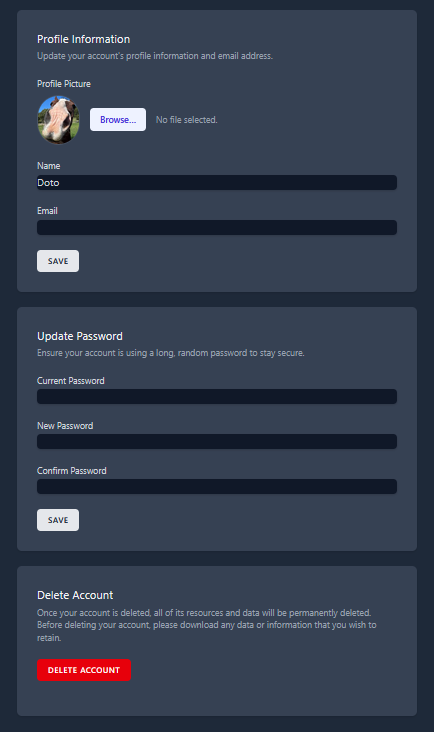 Profile Information
Update your account's profile information and email address.
Profile Picture
Browse...
No file selected.
Name
Doto
Email
SAVE
Update Password
Ensure your account is using a long, random password to stay secure.
Current Password
New Password
Confirm Password
SAVE
Delete Account
Once your account is deleted, all of its resources and data will be permanently deleted.
Before deleting your account, please download any data or information that you wish to
retain.
DELETE ACCOUNT